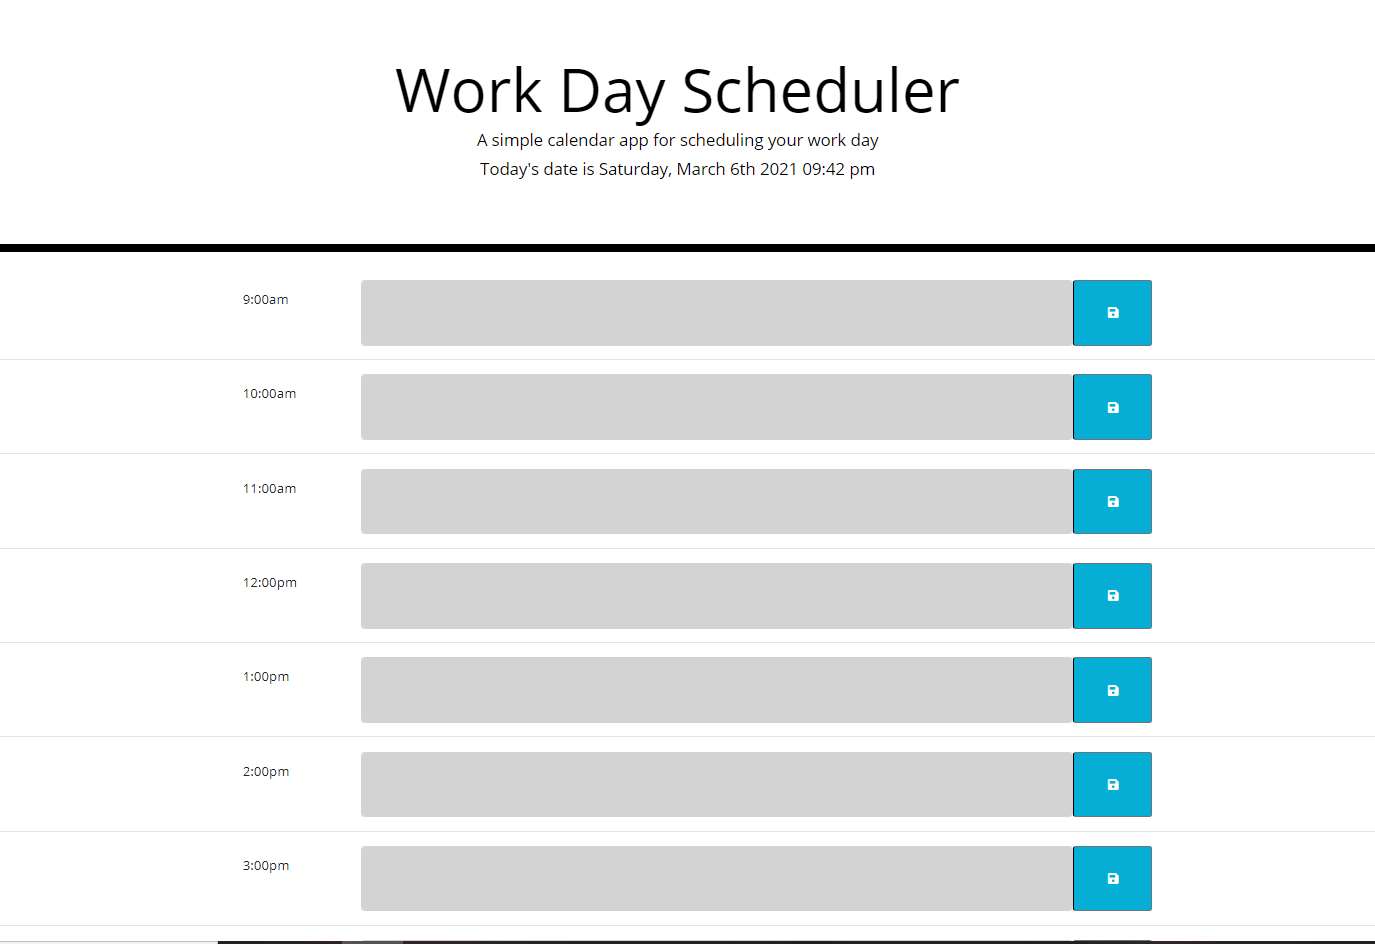 Work Day Scheduler
A simple calendar app for scheduling your work day
Today's date is Saturday, March 6th 2021 09:42 pm
9:00am
10:00am
11:00am
12:00pm
1:00pm
2:00pm
3:00pm